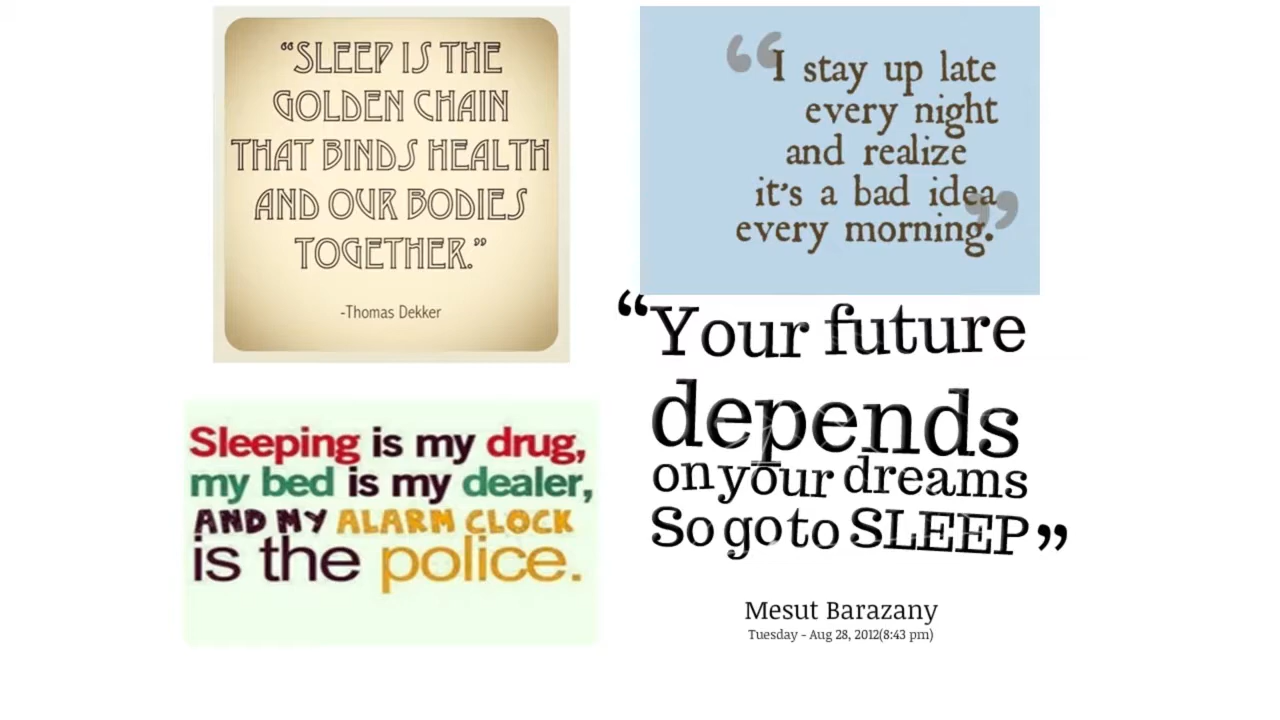 “SLEEP IS THE
GOLDEN CHAIN
THAT BINDS HEALTH
AND OUR BODIES
TOGETHER.”
-Thomas Dekker
“I stay up late
every night
and realize
it's a bad idea
every morning.”
Sleeping is my drug,
my bed is my dealer,
AND MY ALARM CLOCK
is the police.
“Your future
depends
on your dreams
So go to SLEEP”
Mesut Barazany
Tuesday - Aug 28, 2012(8:43 pm)